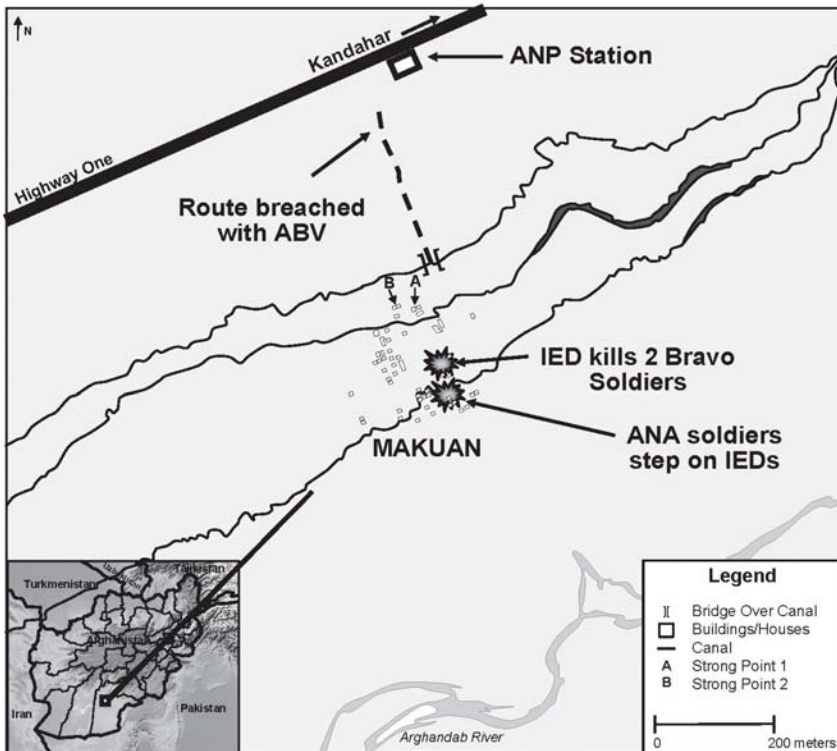 N
Kandahar
ANP Station
Highway One
Route breached
with ABV
B
A
IED kills 2 Bravo
Soldiers
ANA soldiers
step on IEDs
MAKUAN
Turkmenistan
Tajikistan
Afghanistan
Iran
Pakistan
Arghandab River
Legend
][ Bridge Over Canal
Buildings/Houses
Canal
A Strong Point 1
B Strong Point 2
0 200 meters